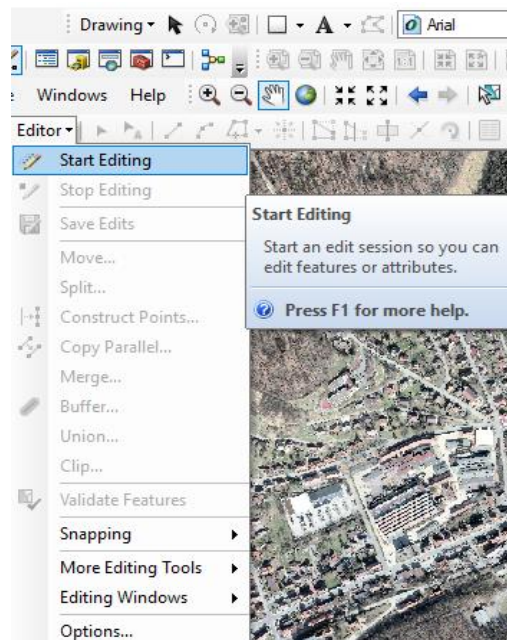 Drawing
A
Arial
Windows Help
1:1
Editor
Start Editing
Stop Editing
Save Edits
Move...
Split...
Construct Points...
Copy Parallel...
Merge...
Buffer...
Union...
Clip...
Validate Features
Snapping
More Editing Tools
Editing Windows
Options...
Start Editing
Start an edit session so you can
edit features or attributes.
Press F1 for more help.